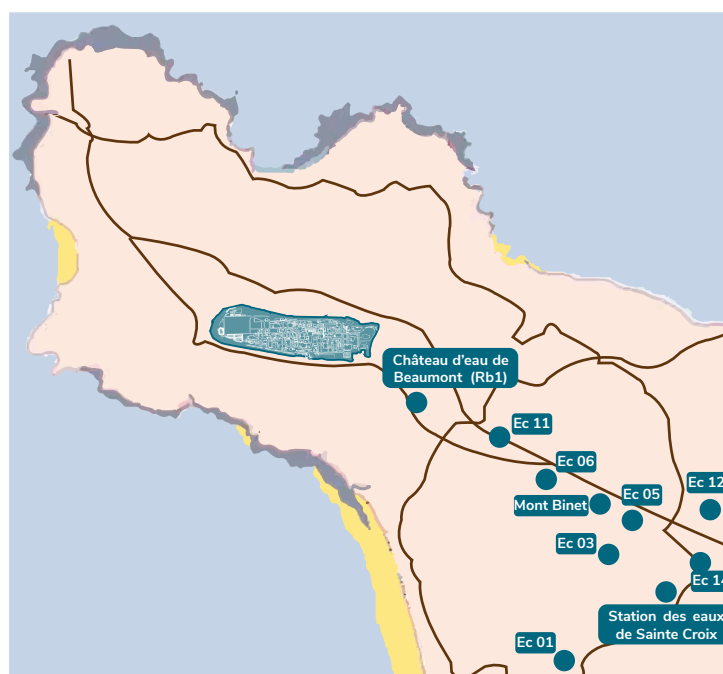 Château d'eau de
Beaumont (Rb1)
Ec 11
Ec 06
Ec 12
Mont Binet
Ec 05
Ec 03
Ec 14
Station des eaux
de Sainte Croix
Ec 01